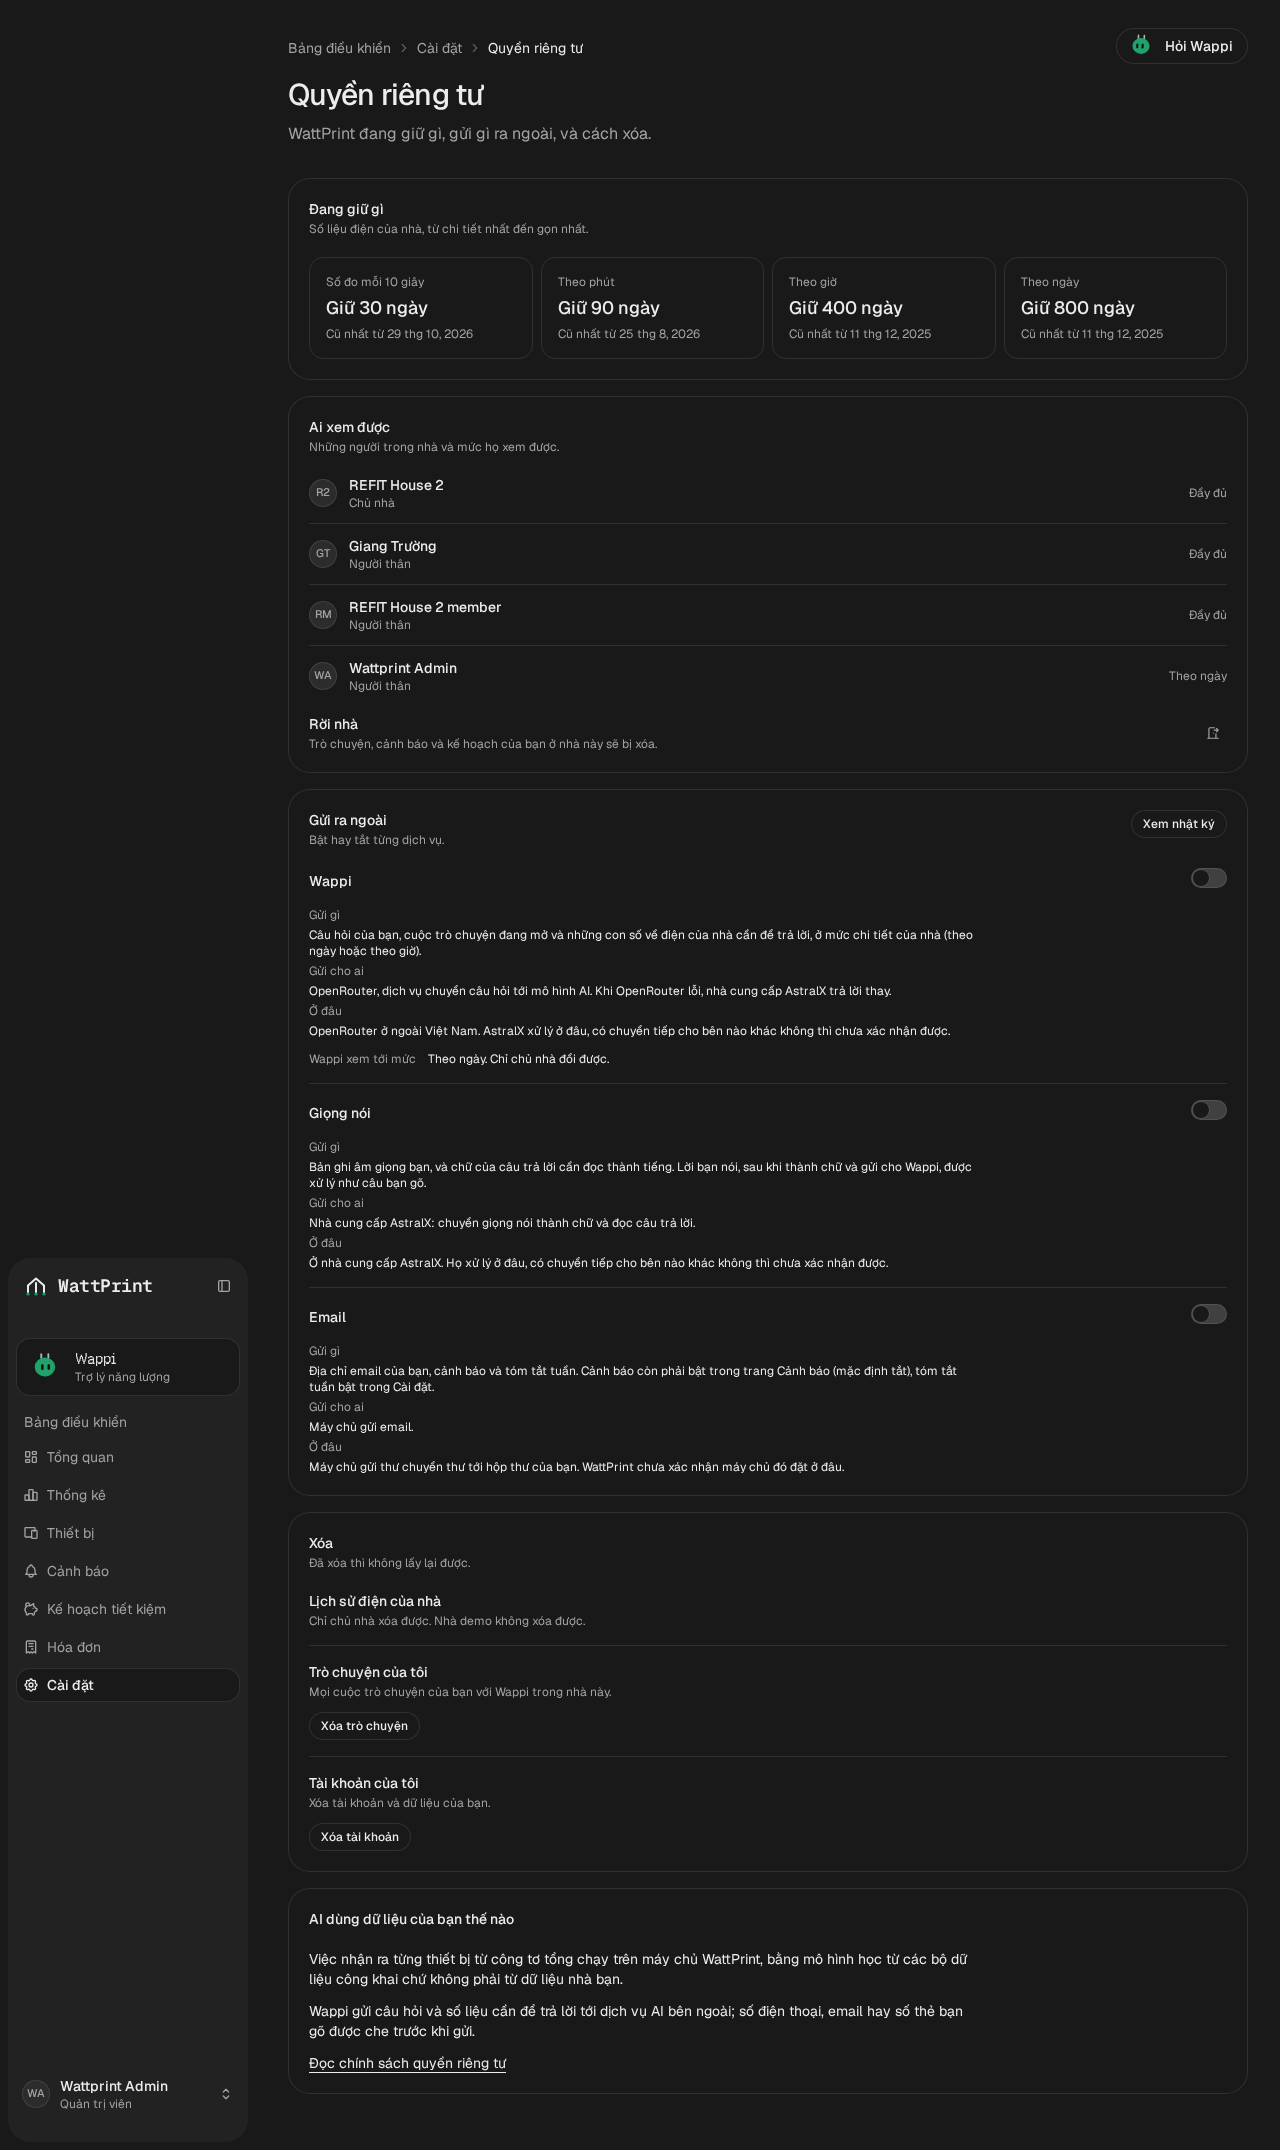 Bảng điều khiển > Cài đặt > Quyền riêng tư
Hỏi Wappi
Quyền riêng tư
WattPrint đang giữ gì, gửi gì ra ngoài, và cách xóa.
Đang giữ gì
Số liệu điện của nhà, từ chi tiết nhất đến gọn nhất.
Số đo mỗi 10 giây
Giữ 30 ngày
Cũ nhất từ 29 thg 10, 2026
Theo phút
Giữ 90 ngày
Cũ nhất từ 25 thg 8, 2026
Theo giờ
Giữ 400 ngày
Cũ nhất từ 11 thg 12, 2025
Theo ngày
Giữ 800 ngày
Cũ nhất từ 11 thg 12, 2025
Ai xem được
Những người trong nhà và mức họ xem được.
R2
REFIT House 2
Chủ nhà
Đầy đủ
GT
Giang Trường
Người thân
Đầy đủ
RM
REFIT House 2 member
Người thân
Đầy đủ
WA
Wattprint Admin
Người thân
Theo ngày
Rời nhà
Trò chuyện, cảnh báo và kế hoạch của bạn ở nhà này sẽ bị xóa.
Gửi ra ngoài
Bật hay tắt từng dịch vụ.
Xem nhật ký
Wappi
Gửi gì
Câu hỏi của bạn, cuộc trò chuyện đang mở và những con số về điện của nhà cần để trả lời, ở mức chi tiết của nhà (theo
ngày hoặc theo giờ).
Gửi cho ai
OpenRouter, dịch vụ chuyển câu hỏi tới mô hình AI. Khi OpenRouter lỗi, nhà cung cấp AstralX trả lời thay.
Ở đâu
OpenRouter ở ngoài Việt Nam. AstralX xử lý ở đâu, có chuyển tiếp cho bên nào khác không thì chưa xác nhận được.
Wappi xem tới mức Theo ngày. Chỉ chủ nhà đổi được.
Giọng nói
Gửi gì
Bản ghi âm giọng bạn, và chữ của câu trả lời cần đọc thành tiếng. Lời bạn nói, sau khi thành chữ và gửi cho Wappi, được
xử lý như câu bạn gõ.
Gửi cho ai
Nhà cung cấp AstralX: chuyển giọng nói thành chữ và đọc câu trả lời.
Ở đâu
Ở nhà cung cấp AstralX. Họ xử lý ở đâu, có chuyển tiếp cho bên nào khác không thì chưa xác nhận được.
Email
Gửi gì
Địa chỉ email của bạn, cảnh báo và tóm tắt tuần. Cảnh báo còn phải bật trong trang Cảnh báo (mặc định tắt), tóm tắt
tuần bật trong Cài đặt.
Gửi cho ai
Máy chủ gửi email.
Ở đâu
Máy chủ gửi thư chuyển thư tới hộp thư của bạn. WattPrint chưa xác nhận máy chủ đó đặt ở đâu.
Xóa
Đã xóa thì không lấy lại được.
Lịch sử điện của nhà
Chỉ chủ nhà xóa được. Nhà demo không xóa được.
Trò chuyện của tôi
Mọi cuộc trò chuyện của bạn với Wappi trong nhà này.
Xóa trò chuyện
Tài khoản của tôi
Xóa tài khoản và dữ liệu của bạn.
Xóa tài khoản
AI dùng dữ liệu của bạn thế nào
Việc nhận ra từng thiết bị từ công tơ tổng chạy trên máy chủ WattPrint, bằng mô hình học từ các bộ dữ
liệu công khai chứ không phải từ dữ liệu nhà bạn.
Wappi gửi câu hỏi và số liệu cần để trả lời tới dịch vụ AI bên ngoài; số điện thoại, email hay số thẻ bạn
gõ được che trước khi gửi.
Đọc chính sách quyền riêng tư
WattPrint
Wappi
Trợ lý năng lượng
Bảng điều khiển
Tổng quan
Thống kê
Thiết bị
Cảnh báo
Kế hoạch tiết kiệm
Hóa đơn
Cài đặt
WA
Wattprint Admin
Quản trị viên